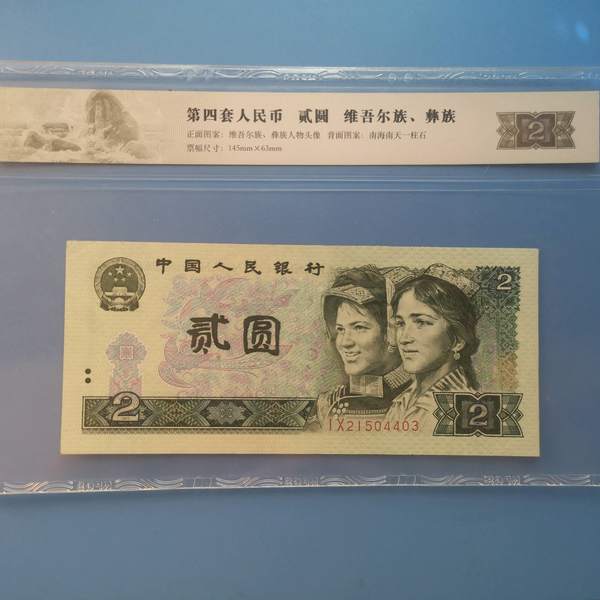 第四套人民币 贰圆 维吾尔族、彝族
正面图案：维吾尔族、彝族人物头像 背面图案：南海南天一柱石
票幅尺寸：145mm×63mm
2
中国人民银行
2
贰圆
2
2
IX21504403